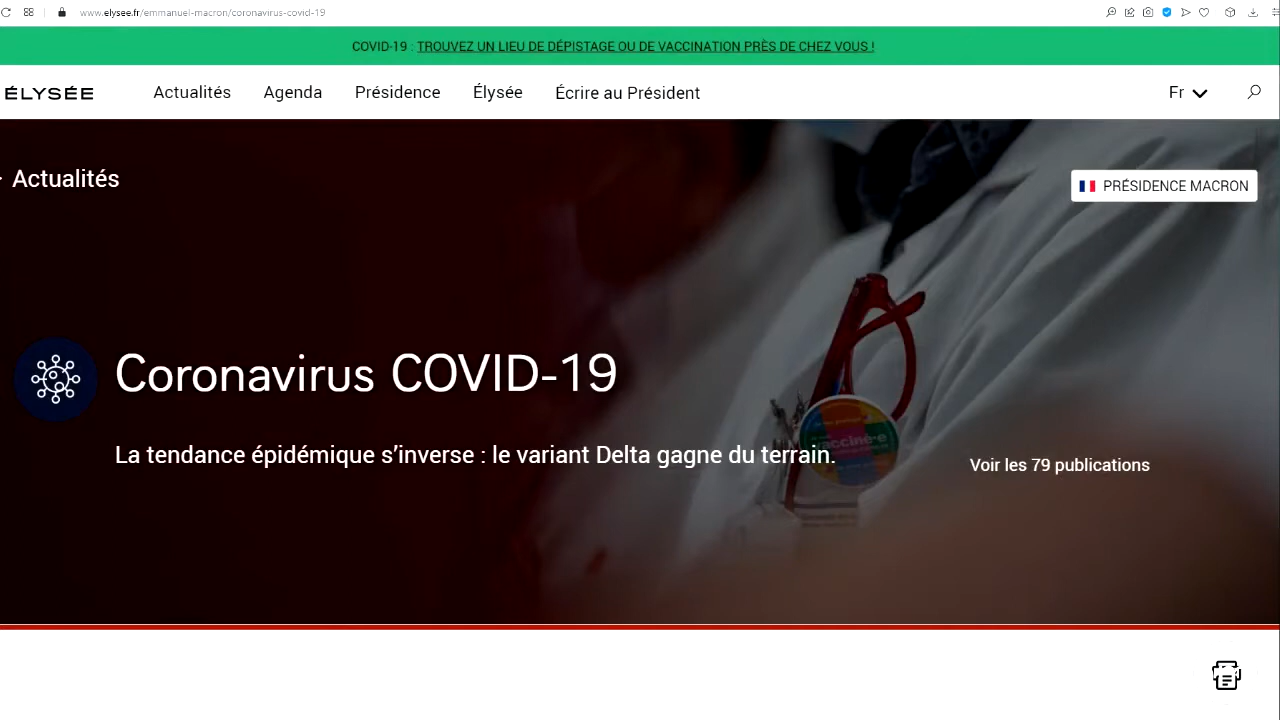 www.elysee.fr/emmanuel-macron/coronavirus-covid-19
COVID-19 : TROUVEZ UN LIEU DE DÉPISTAGE OU DE VACCINATION PRÈS DE CHEZ VOUS !
ÉLYSÉE
Actualités
Agenda
Présidence
Élysée
Écrire au Président
Fr
Actualités
PRÉSIDENCE MACRON
Coronavirus COVID-19
La tendance épidémique s’inverse : le variant Delta gagne du terrain.
vacciné·e
Voir les 79 publications